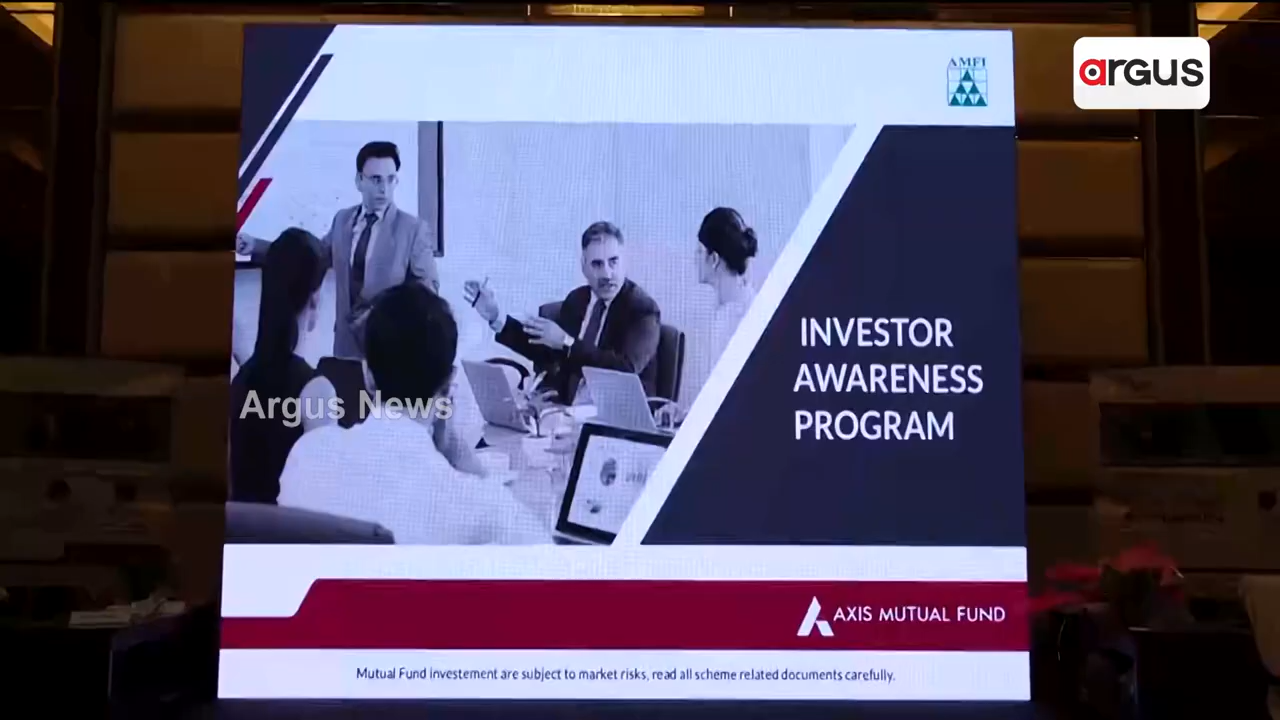 AMFI
argus
INVESTOR
AWARENESS
PROGRAM
Argus News
AXIS MUTUAL FUND
Mutual Fund investement are subject to market risks, read all scheme related documents carefully.